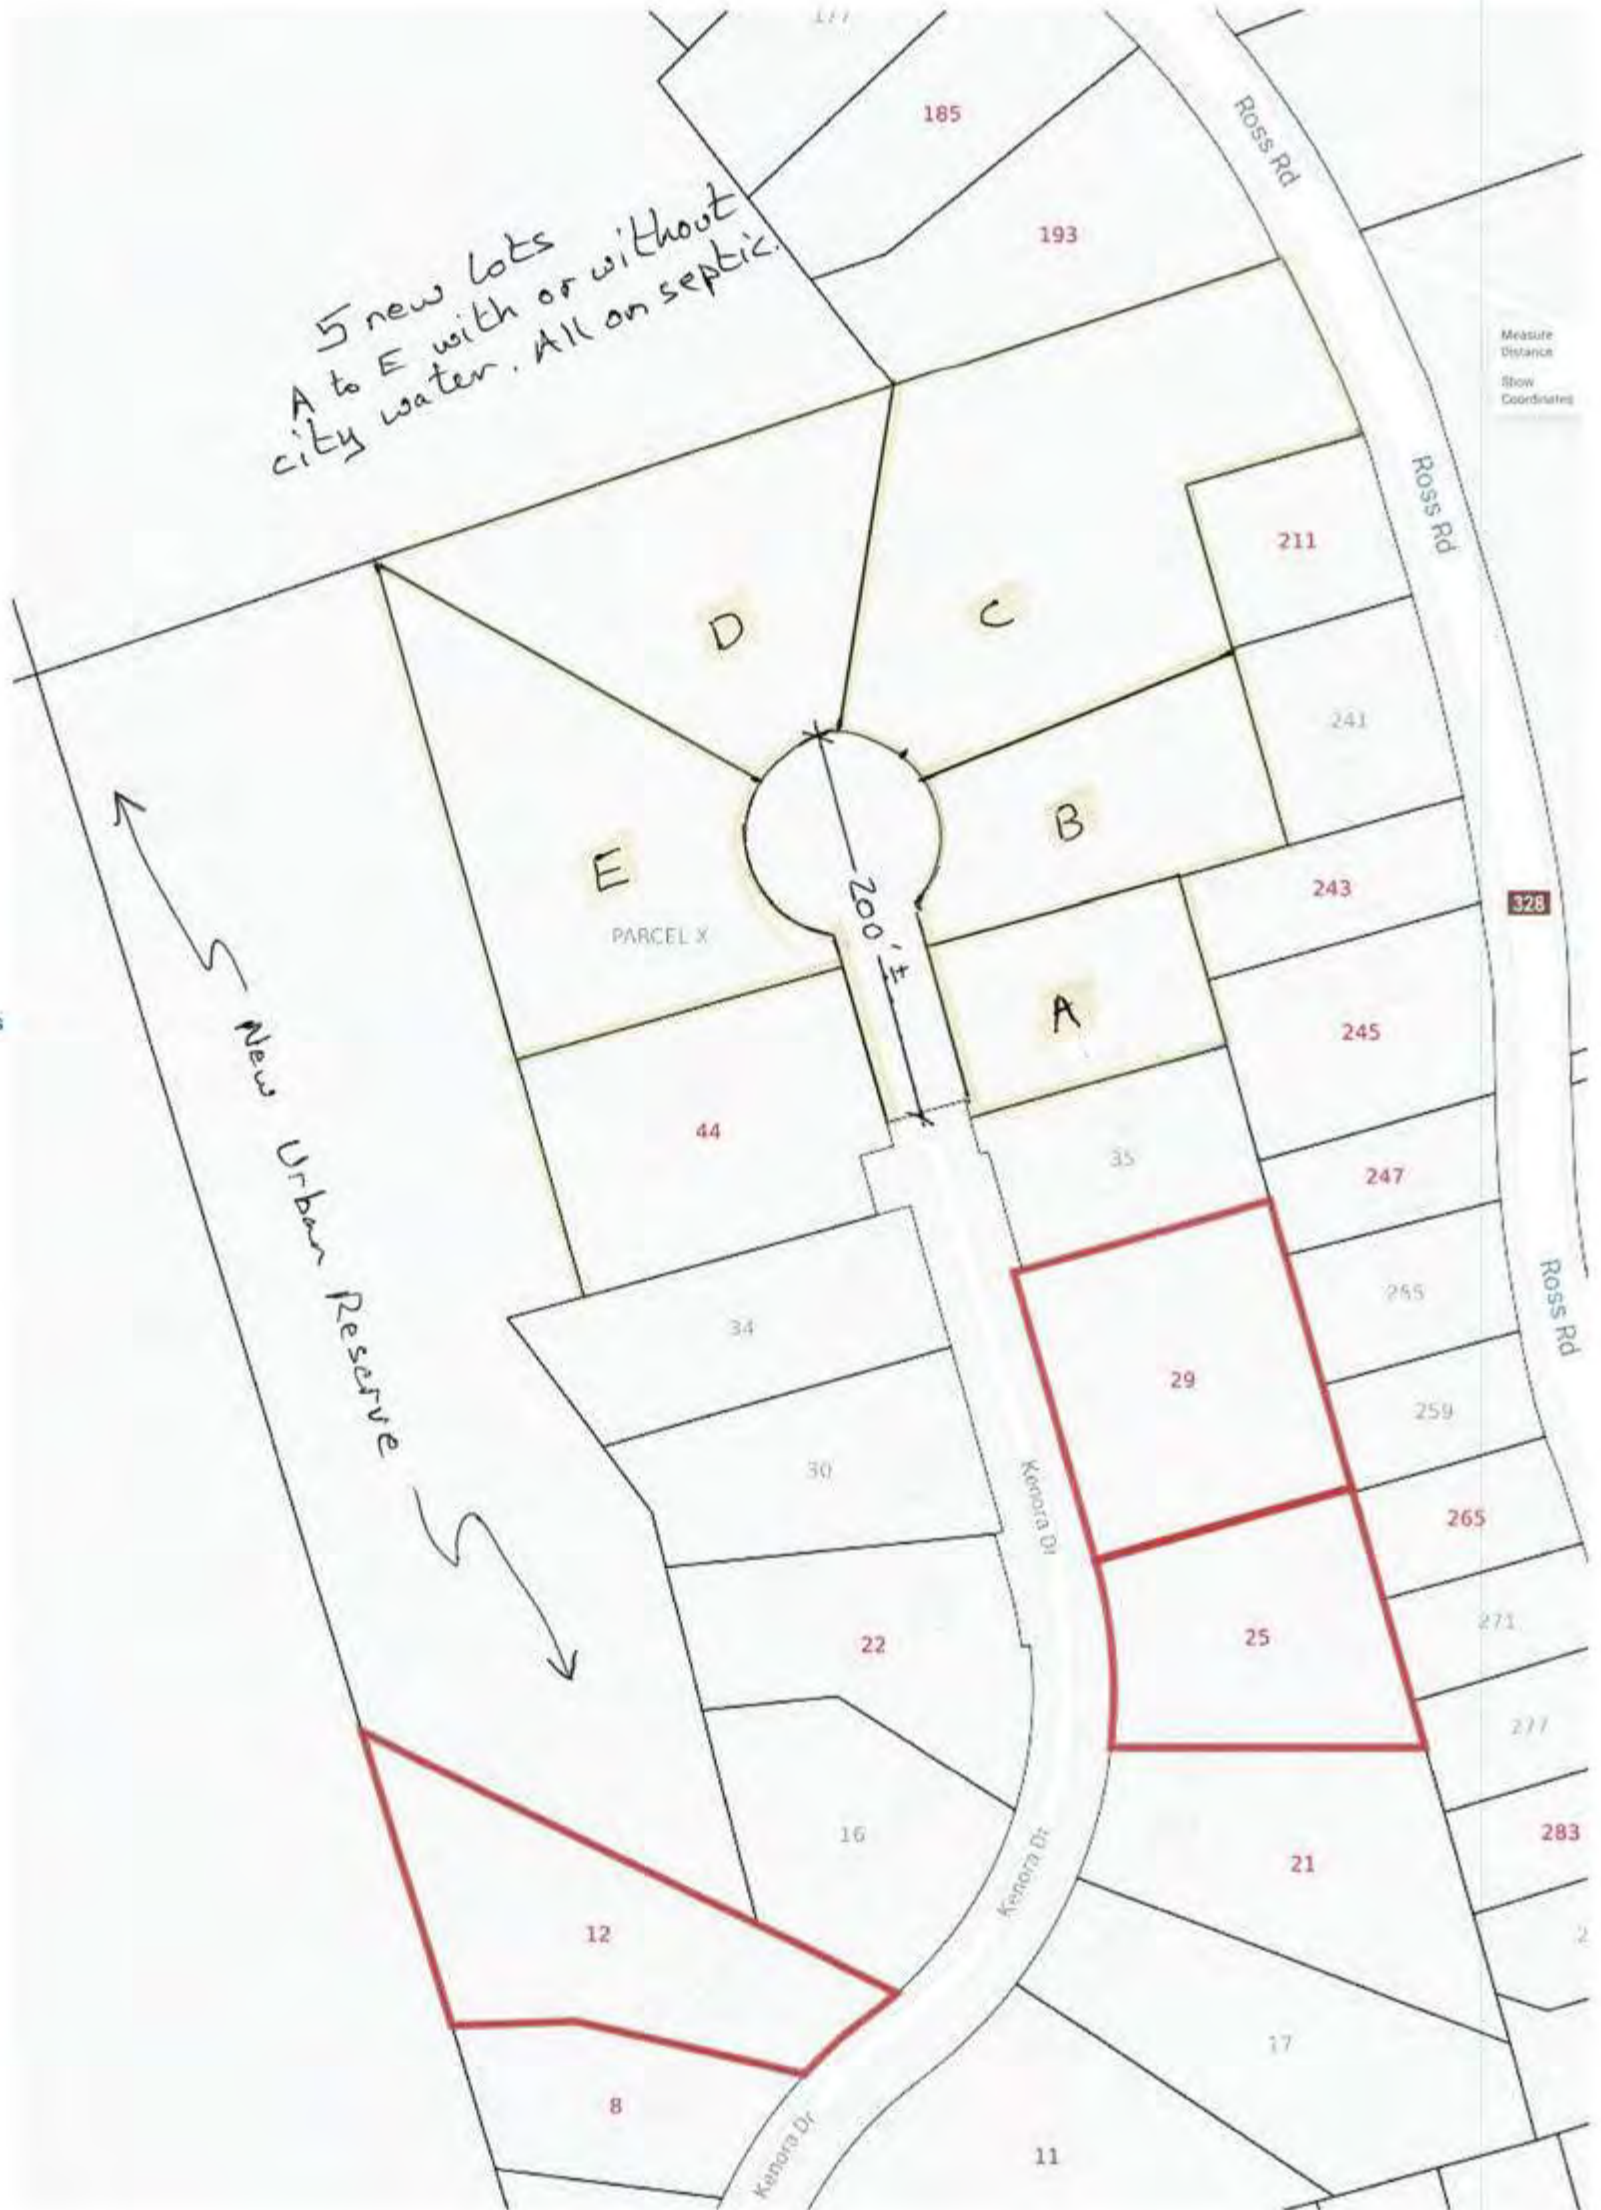 177
185
Ross Rd
193
5 new lots
A to E with or without
city water. All on septic.
Measure
Distance
Show
Coordinates
Ross Rd
211
D
C
241
B
E
200'±
243
328
PARCEL X
A
245
New Urban Reserve
44
35
247
Ross Rd
255
34
29
259
30
Kenora Dr
265
22
25
271
277
16
Kenora Dr
283
21
12
2
17
8
11
Kenora Dr